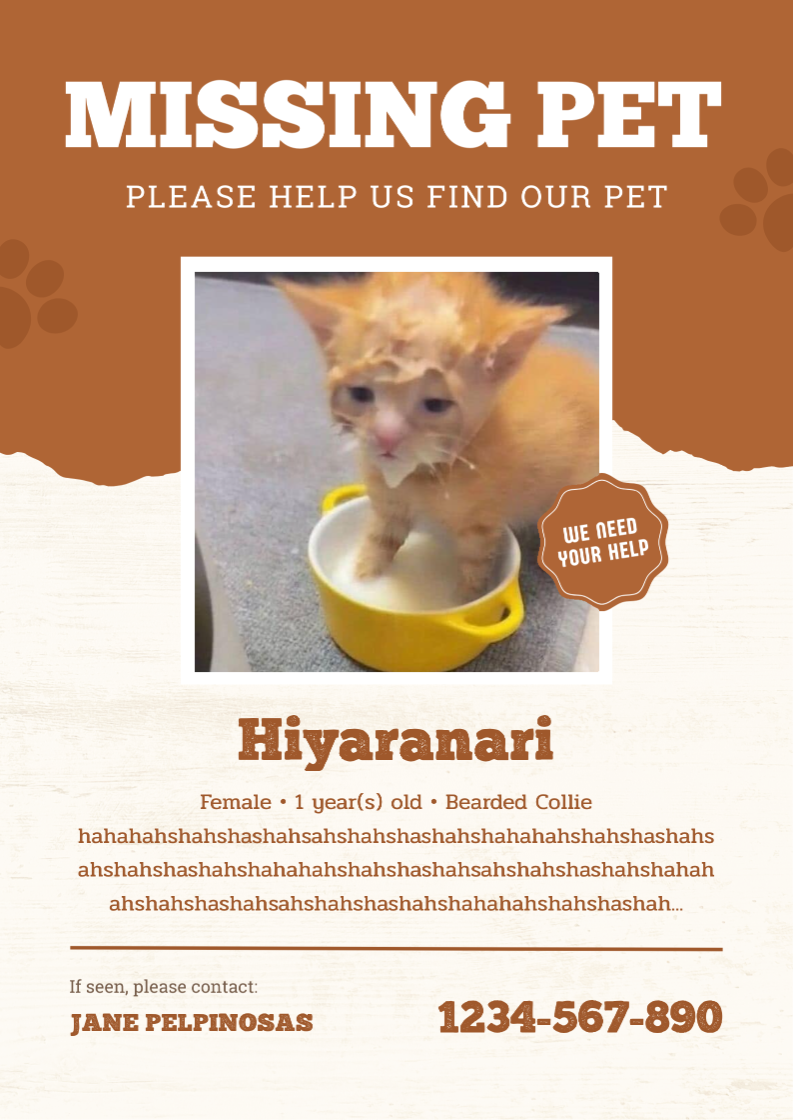 MISSING PET
PLEASE HELP US FIND OUR PET
WE NEED
YOUR HELP
Hiyaranari
Female • 1 year(s) old • Bearded Collie
hahahahshahshashahsahshahshashahshahahahshahshashahs
ahshahshashahshahahahshahshashahsahshahshashahshahah
ahshahshashahsahshahshashahshahahahshahshashah...
If seen, please contact:
JANE PELPINOSAS
1234-567-890